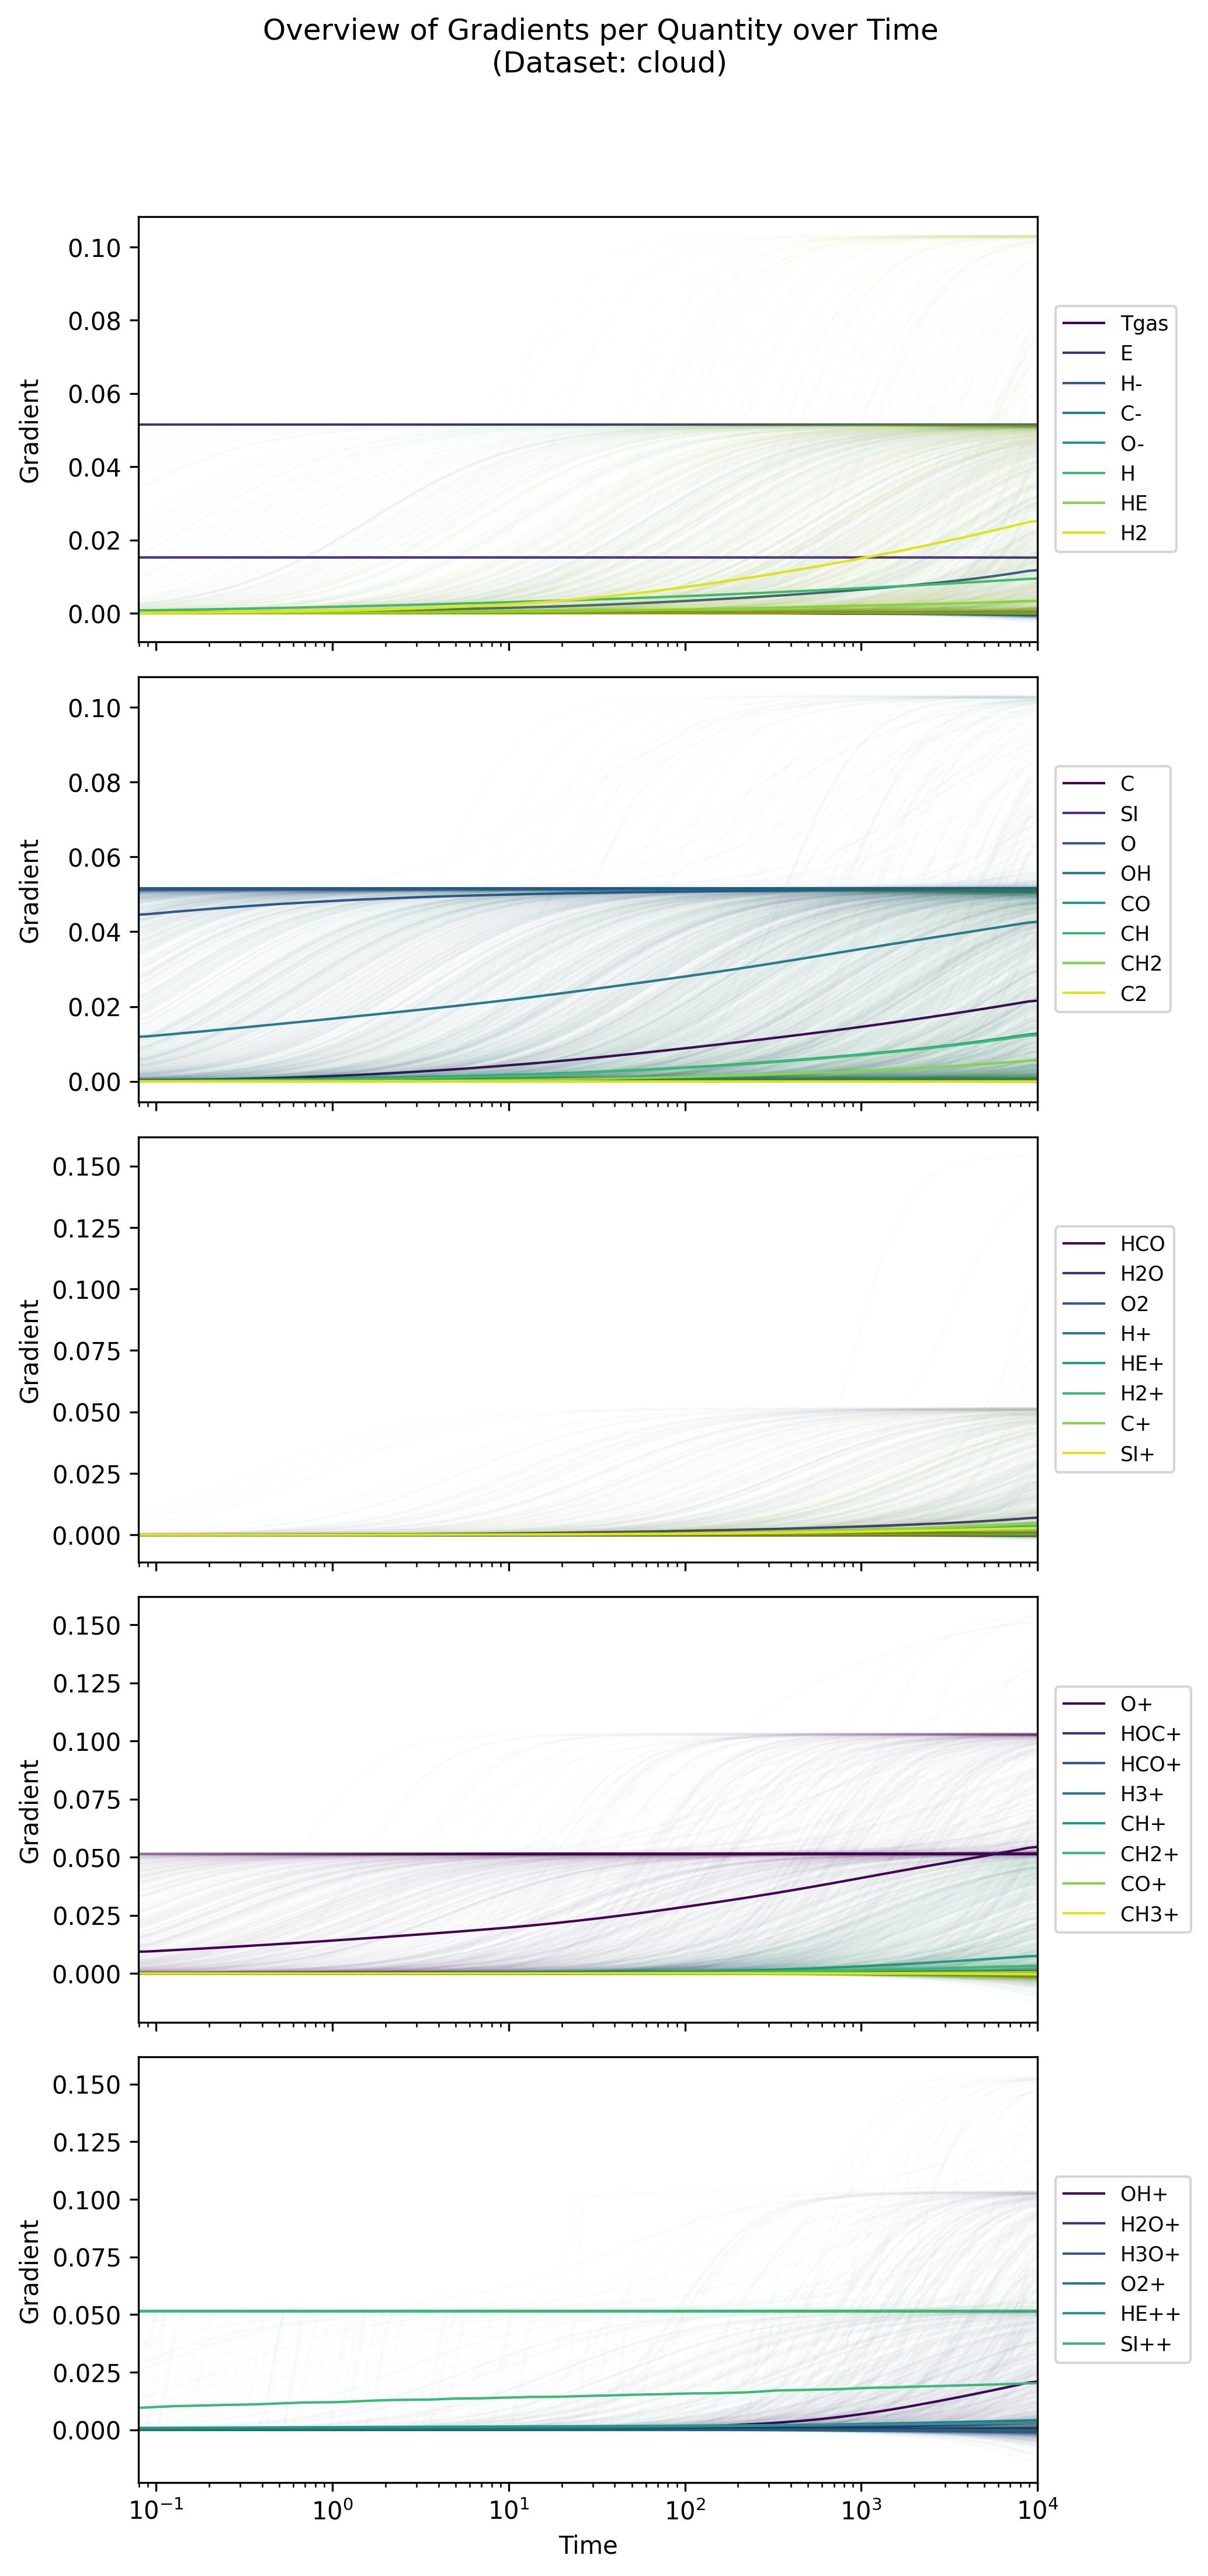 Overview of Gradients per Quantity over Time
(Dataset: cloud)
0.10
0.08
0.06
0.04
0.02
0.00
Gradient
Tgas
E
H-
C-
O-
H
HE
H2
0.10
0.08
0.06
0.04
0.02
0.00
Gradient
C
SI
O
OH
CO
CH
CH2
C2
0.150
0.125
0.100
0.075
0.050
0.025
0.000
Gradient
HCO
H2O
O2
H+
HE+
H2+
C+
SI+
0.150
0.125
0.100
0.075
0.050
0.025
0.000
Gradient
O+
HOC+
HCO+
H3+
CH+
CH2+
CO+
CH3+
0.150
0.125
0.100
0.075
0.050
0.025
0.000
Gradient
OH+
H2O+
H3O+
O2+
HE++
SI++
10⁻¹ 10⁰ 10¹ 10² 10³ 10⁴
Time